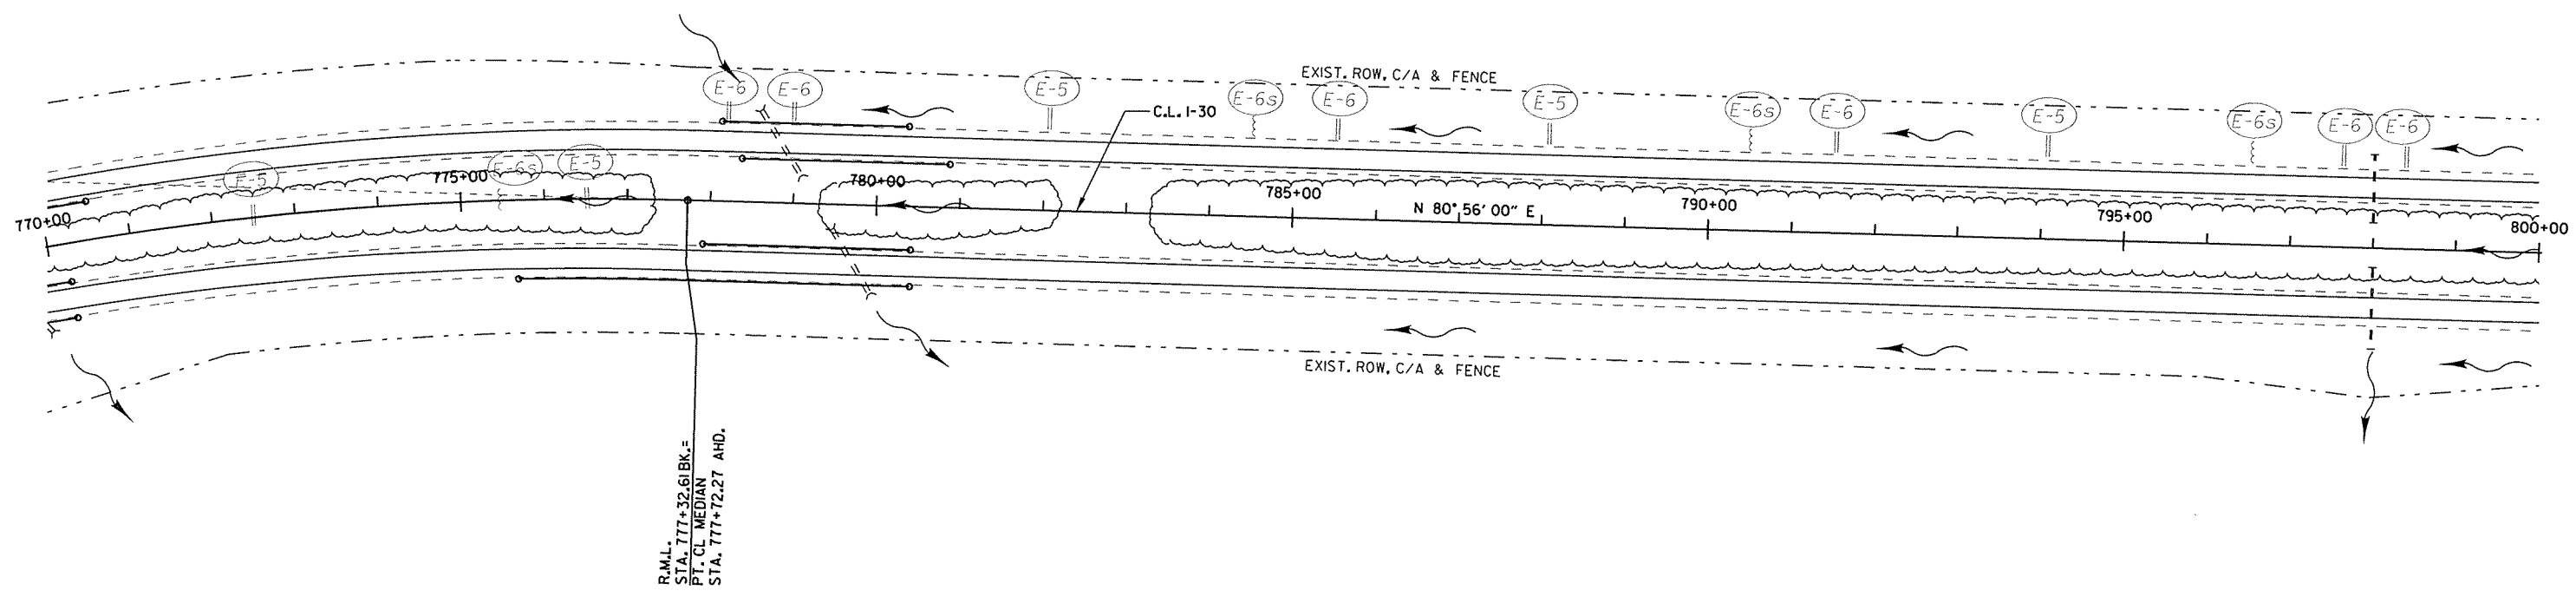 EXIST. ROW, C/A & FENCE
E-6
E-6
E-5
E-6s
E-6
E-5
E-6s
E-6
E-5
E-6s
E-6
E-6
C.L. I-30
E-5
E-6s
E-5
770+00
775+00
780+00
785+00
790+00
795+00
800+00
N 80°56'00" E
EXIST. ROW, C/A & FENCE
R.M.L.
STA. 777+32.61 BK.=
PT. CL MEDIAN
STA. 777+72.27 AHD.